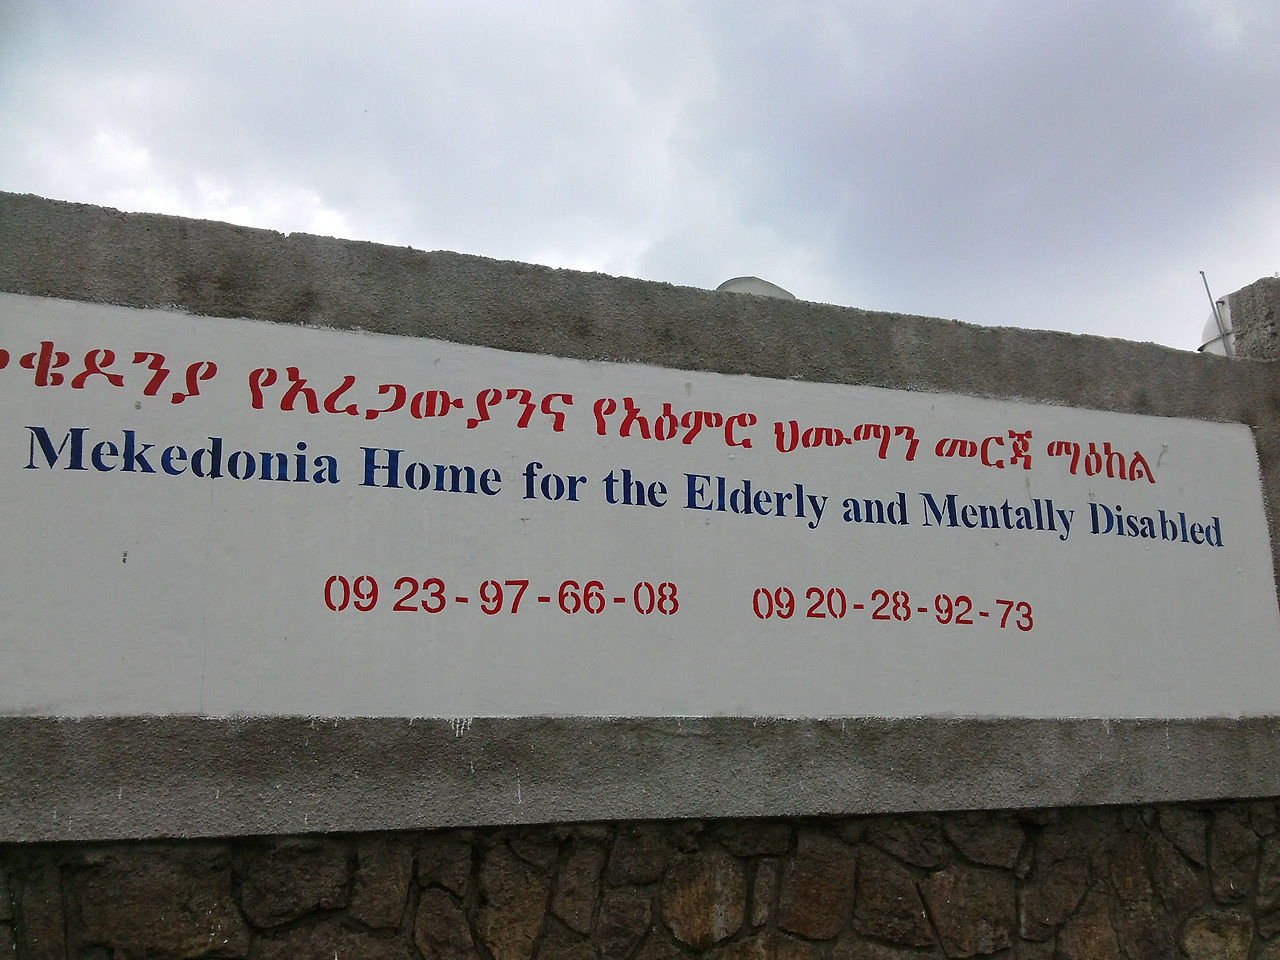 መቄዶንያ የአረጋውያንና የአዕምሮ ህሙማን መርጃ ማዕከል
Mekedonia Home for the Elderly and Mentally Disabled
09 23-97-66-08 09 20-28-92-73